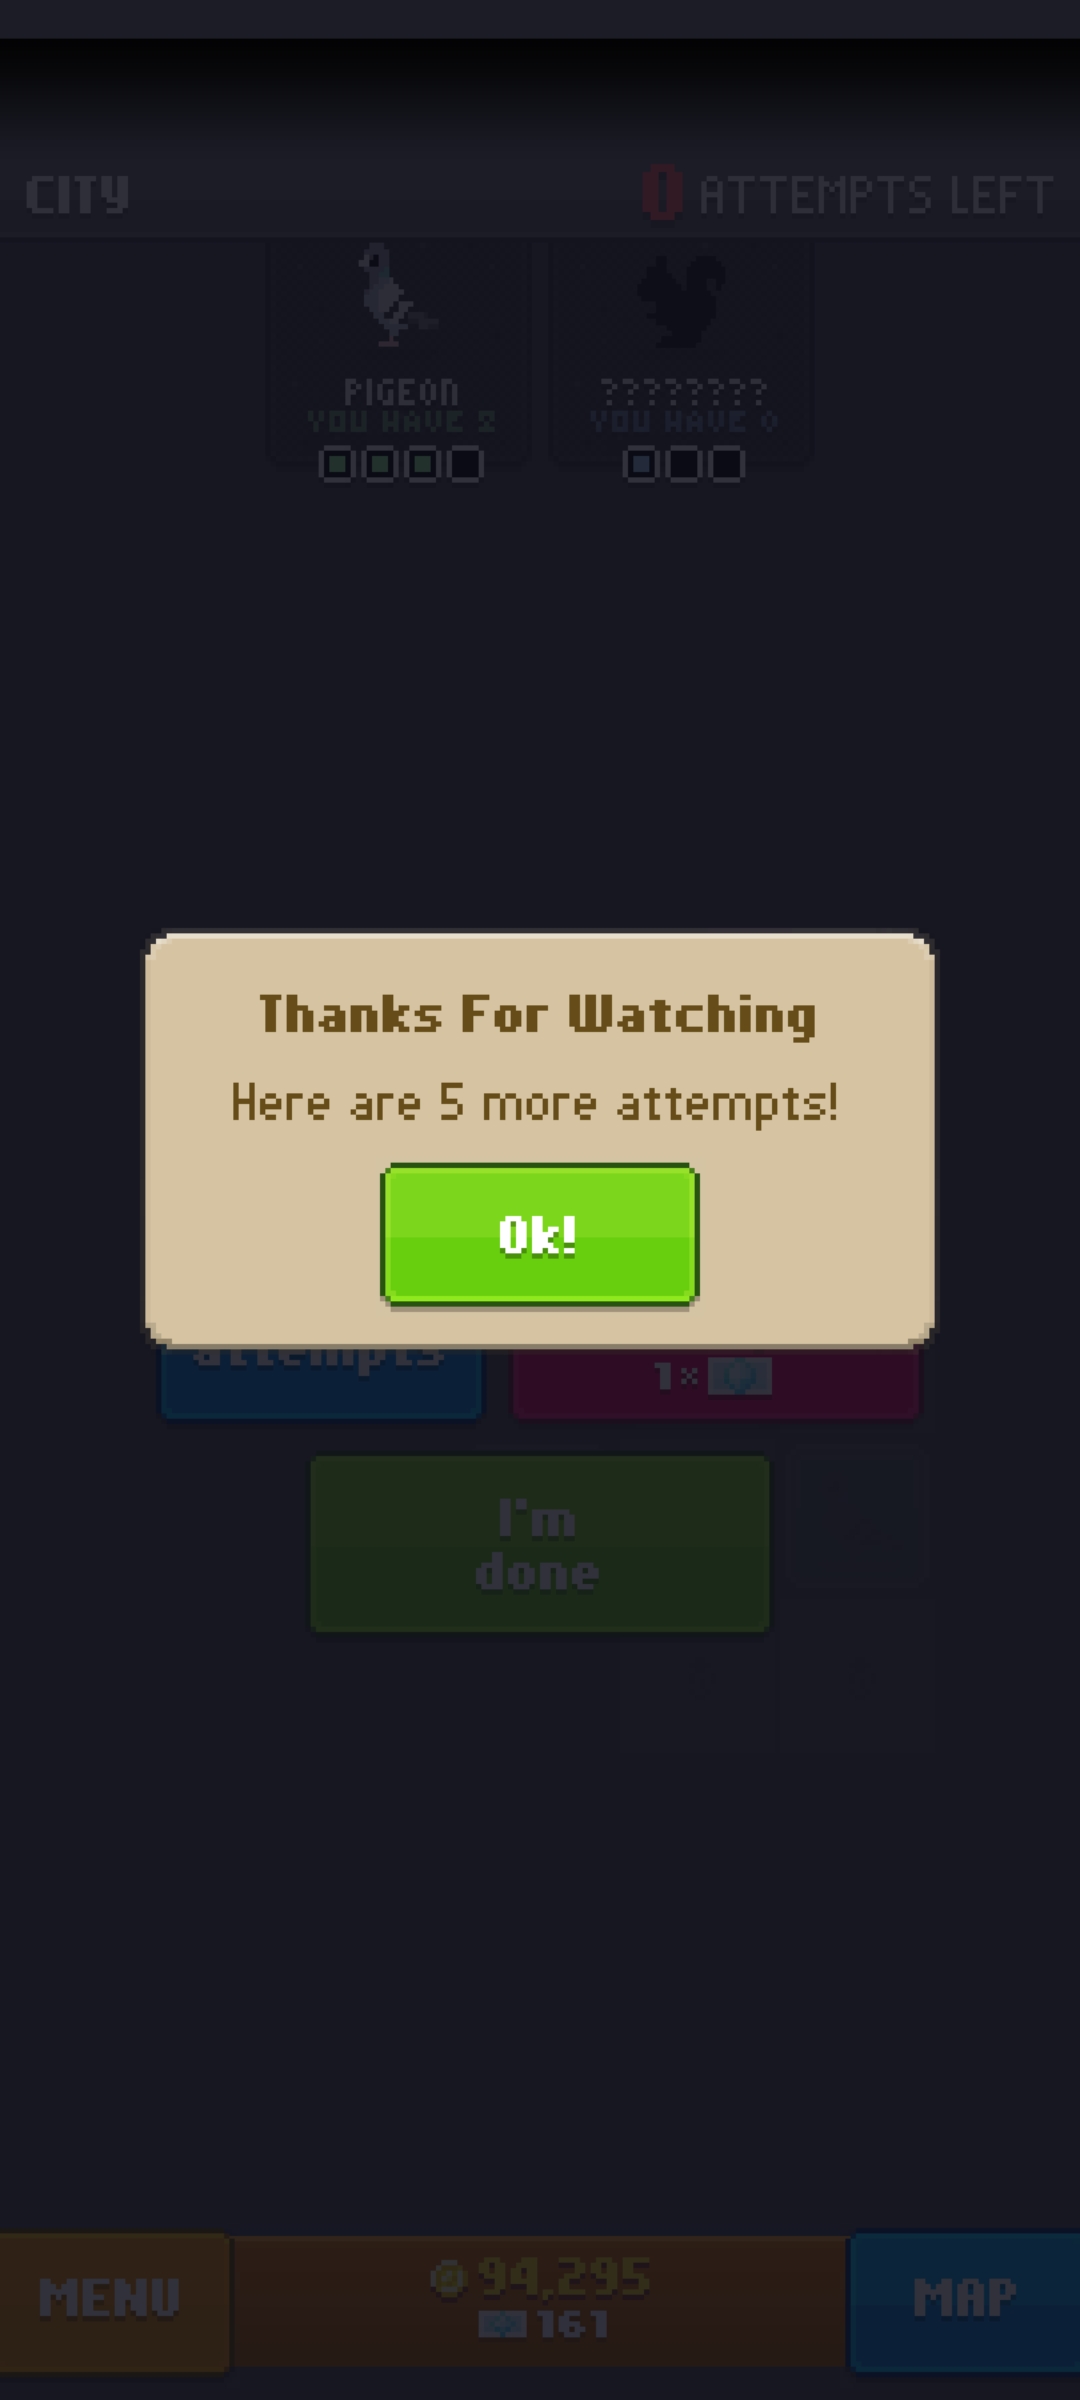 CITY
0 ATTEMPTS LEFT
PIGEON
YOU HAVE 2
????????
YOU HAVE 0
Thanks For Watching
Here are 5 more attempts!
Ok!
attempts
1×
I'm
done
MENU
94,295
161
MAP